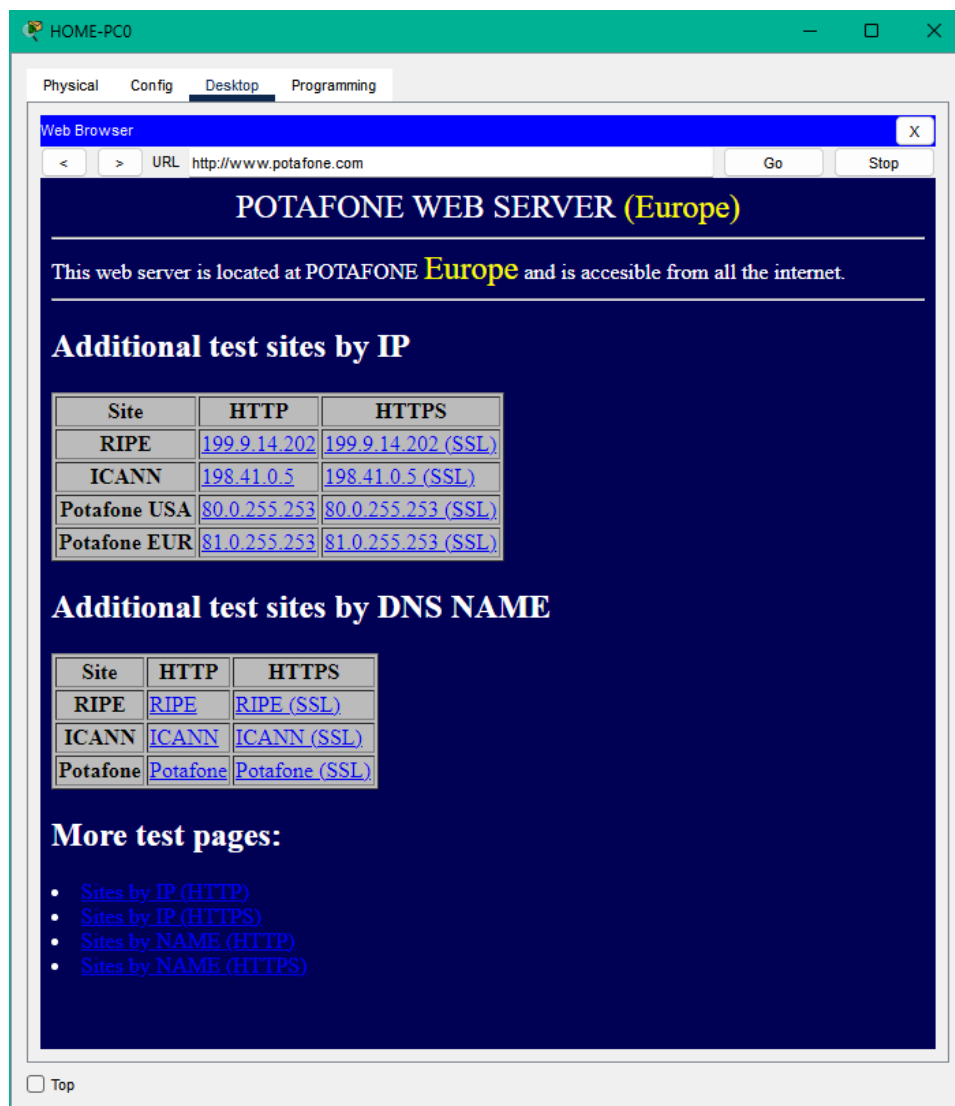 HOME-PC0
Physical Config Desktop Programming
Web Browser X
< > URL http://www.potafone.com Go Stop
POTAFONE WEB SERVER (Europe)
This web server is located at POTAFONE Europe and is accesible from all the internet.
Additional test sites by IP
Site HTTP HTTPS
RIPE 199.9.14.202 199.9.14.202 (SSL)
ICANN 198.41.0.5 198.41.0.5 (SSL)
Potafone USA 80.0.255.253 80.0.255.253 (SSL)
Potafone EUR 81.0.255.253 81.0.255.253 (SSL)
Additional test sites by DNS NAME
Site HTTP HTTPS
RIPE RIPE RIPE (SSL)
ICANN ICANN ICANN (SSL)
Potafone Potafone Potafone (SSL)
More test pages:
• Sites by IP (HTTP)
• Sites by IP (HTTPS)
• Sites by NAME (HTTP)
• Sites by NAME (HTTPS)
Top